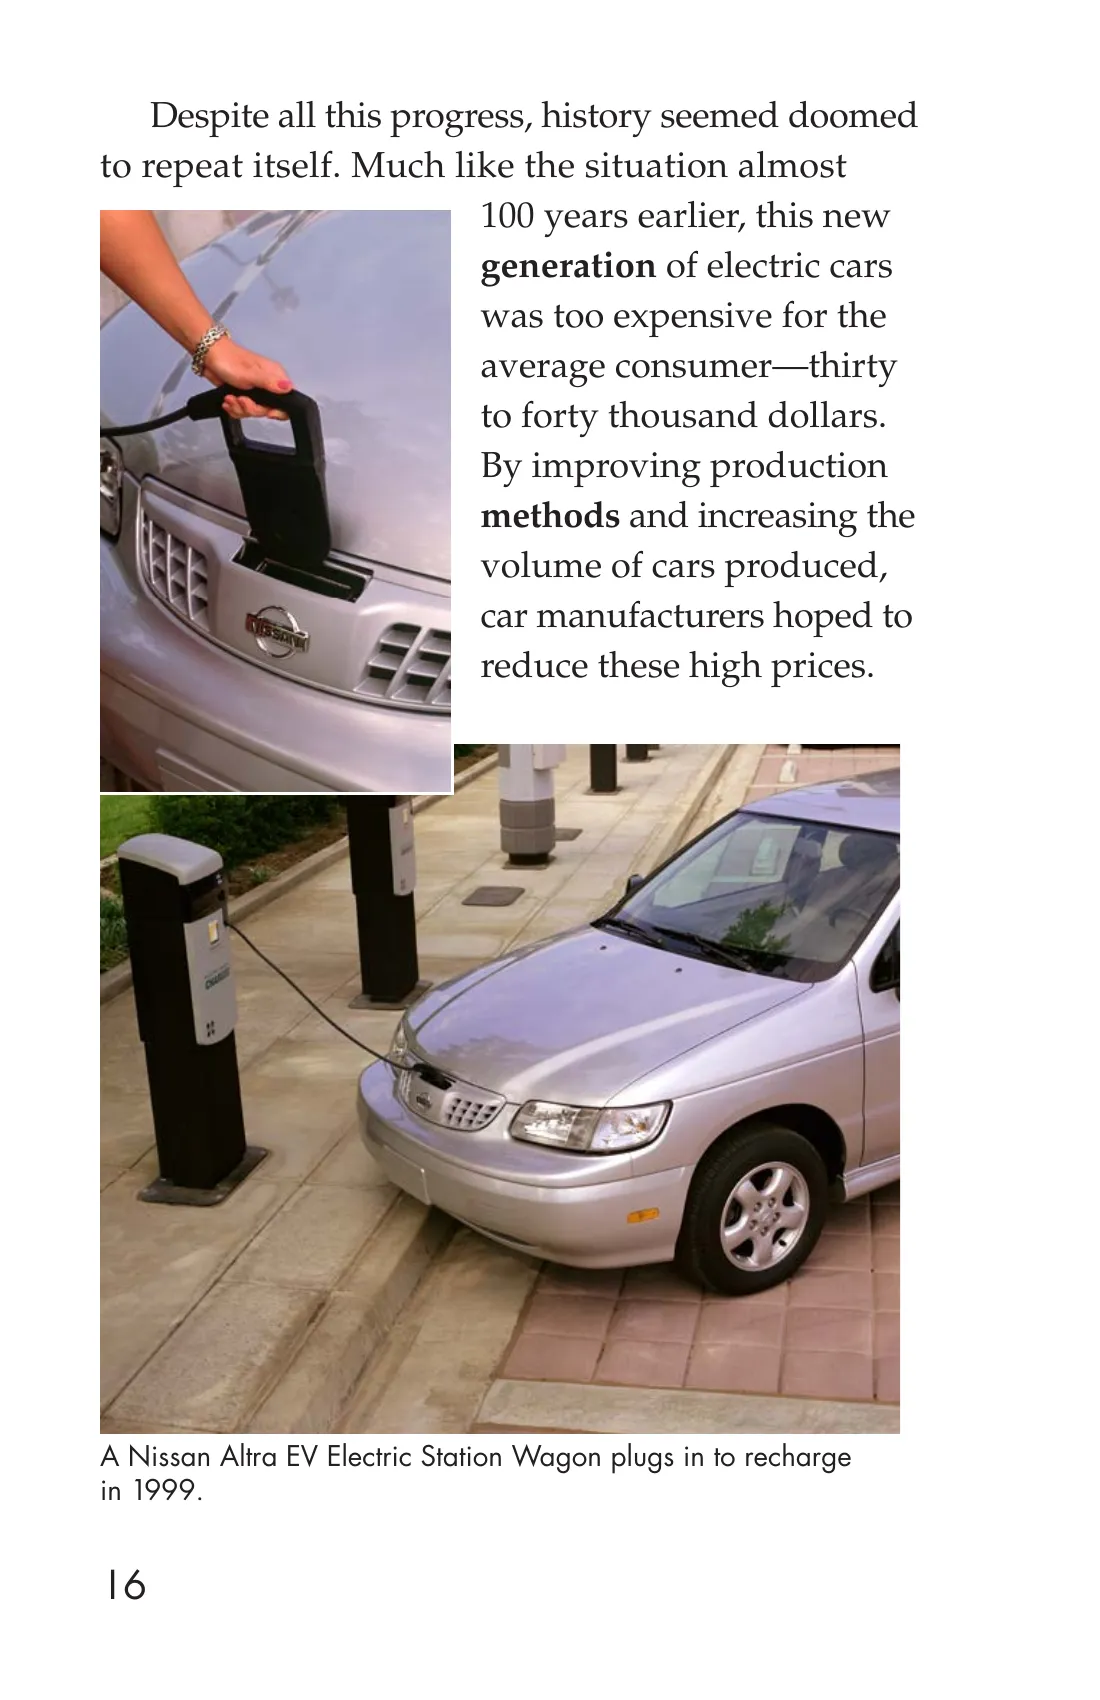 Despite all this progress, history seemed doomed
to repeat itself. Much like the situation almost
100 years earlier, this new
generation of electric cars
was too expensive for the
average consumer—thirty
to forty thousand dollars.
By improving production
methods and increasing the
volume of cars produced,
car manufacturers hoped to
reduce these high prices.
NISSAN
A Nissan Altra EV Electric Station Wagon plugs in to recharge
in 1999.
16